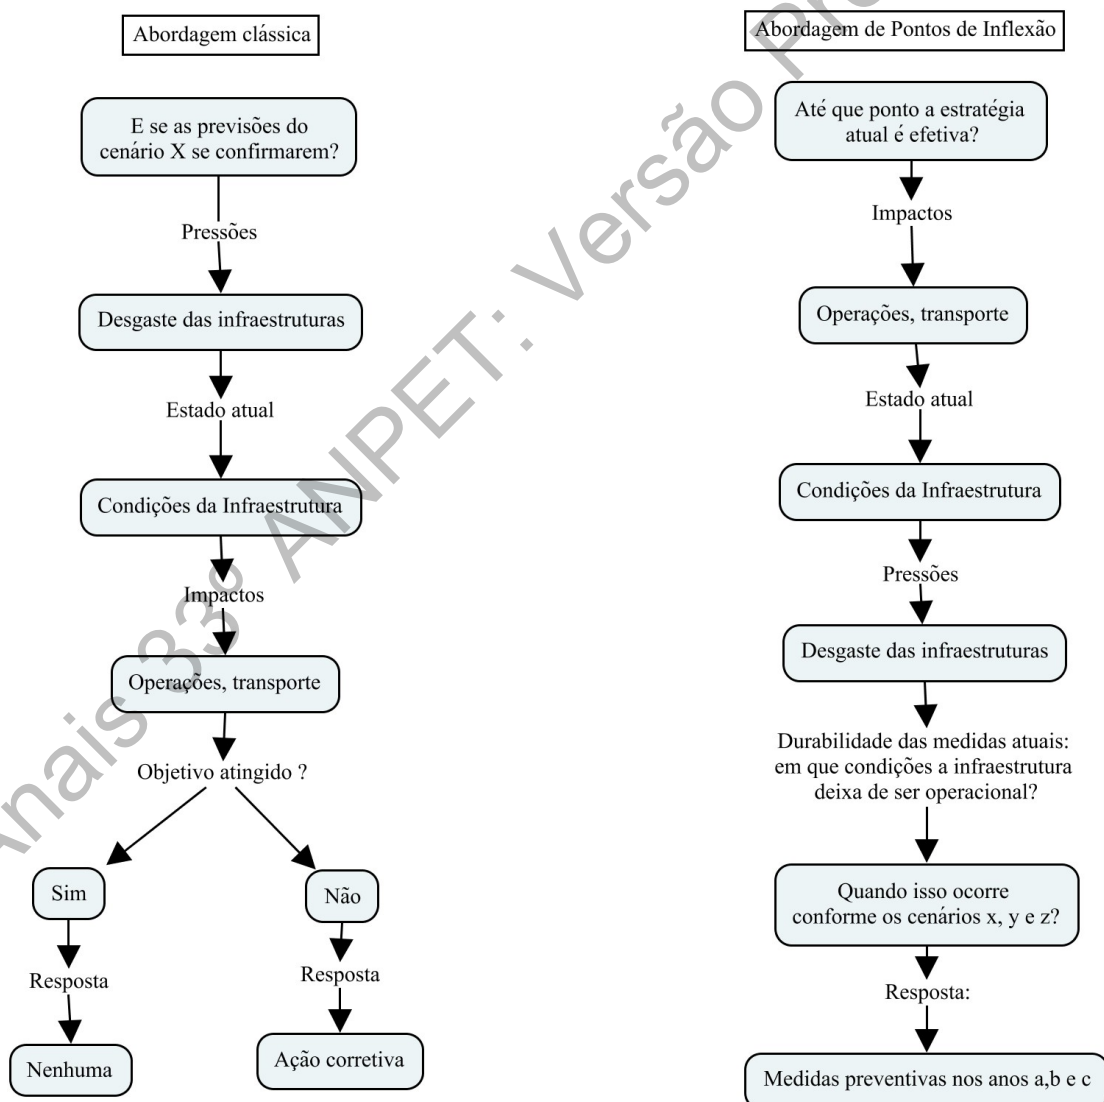 Abordagem clássica
E se as previsões do
cenário X se confirmarem?
Pressões
Desgaste das infraestruturas
Estado atual
Condições da Infraestrutura
Impactos
Operações, transporte
Objetivo atingido ?
Sim
Não
Resposta
Resposta
Nenhuma
Ação corretiva
Abordagem de Pontos de Inflexão
Até que ponto a estratégia
atual é efetiva?
Impactos
Operações, transporte
Estado atual
Condições da Infraestrutura
Pressões
Desgaste das infraestruturas
Durabilidade das medidas atuais:
em que condições a infraestrutura
deixa de ser operacional?
Quando isso ocorre
conforme os cenários x, y e z?
Resposta:
Medidas preventivas nos anos a,b e c
Anais 33º ANPET: Versão